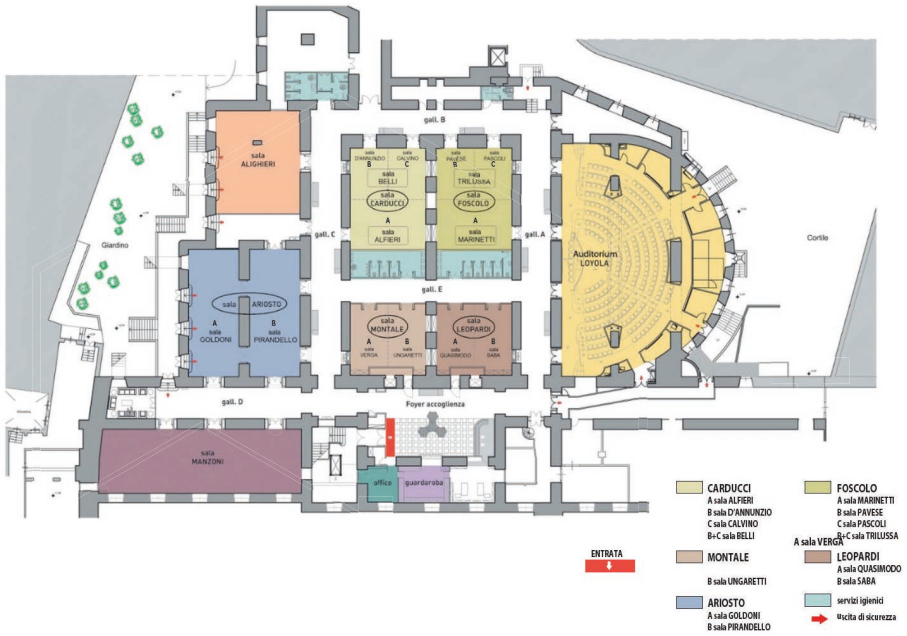 gall. B
sala
ALIGHIERI
sala
D'ANNUNZIO
B
sala
CALVINO
C
sala
PAVESE
B
sala
PASCOLI
C
BELLI
TRILUSSA
sala
CARDUCCI
sala
FOSCOLO
A
A
ALFIERI
MARINETTI
gall. C
gall. A
Giardino
Auditorium
LOYOLA
Cortile
gall. E
sala ARIOSTO
A
sala
GOLDONI
B
sala
PIRANDELLO
sala
MONTALE
A
sala
VERGA
B
sala
UNGARETTI
sala
LEOPARDI
A
sala
QUASIMODO
B
sala
SABA
gall. D
Foyer accoglienza
sala
MANZONI
office
guardaroba
ENTRATA
CARDUCCI
A sala ALFIERI
B sala D'ANNUNZIO
C sala CALVINO
B+C sala BELLI
FOSCOLO
A sala MARINETTI
B sala PAVESE
C sala PASCOLI
B+C sala TRILUSSA
A sala VERGA
MONTALE
B sala UNGARETTI
LEOPARDI
A sala QUASIMODO
B sala SABA
ARIOSTO
A sala GOLDONI
B sala PIRANDELLO
servizi igienici
uscita di sicurezza